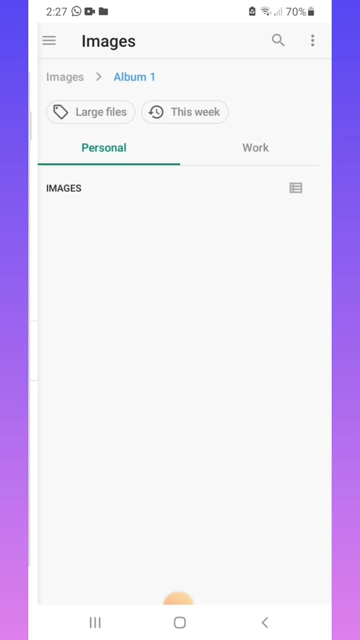 2:27 70%
Images
Images > Album 1
Large files This week
Personal Work
IMAGES